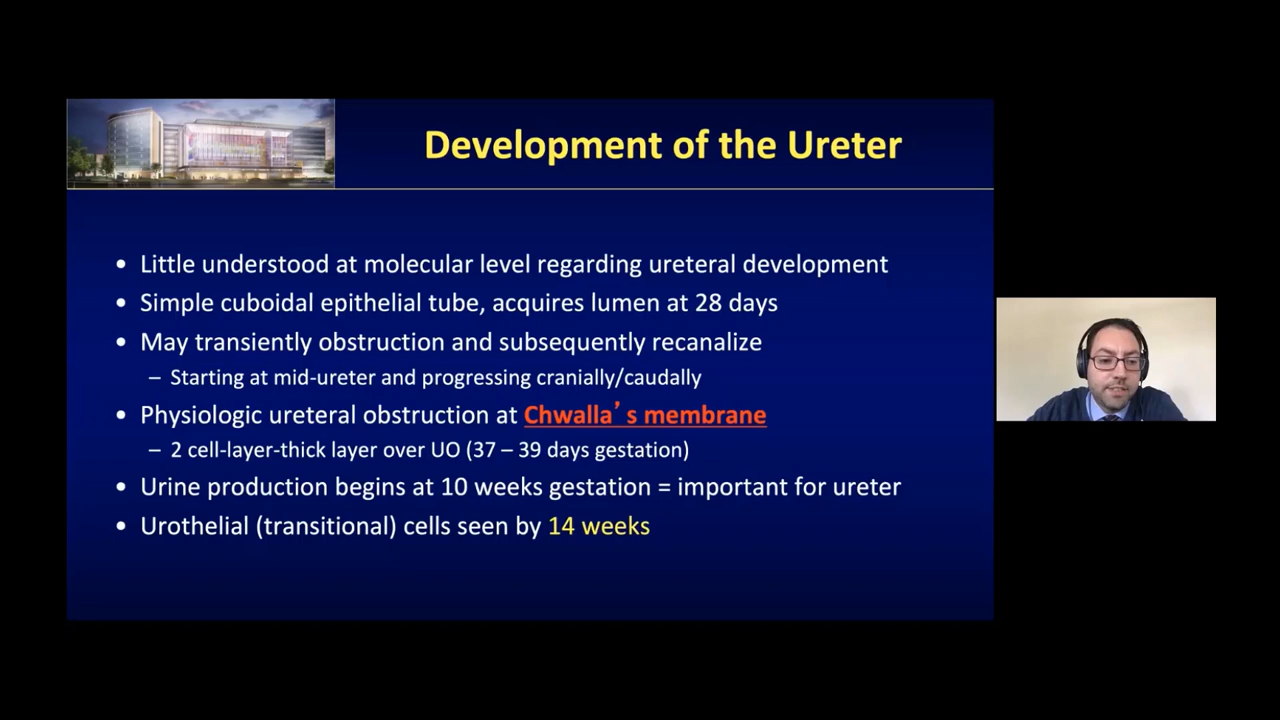 Development of the Ureter
• Little understood at molecular level regarding ureteral development
• Simple cuboidal epithelial tube, acquires lumen at 28 days
• May transiently obstruction and subsequently recanalize
– Starting at mid-ureter and progressing cranially/caudally
• Physiologic ureteral obstruction at Chwalla’s membrane
– 2 cell-layer-thick layer over UO (37 – 39 days gestation)
• Urine production begins at 10 weeks gestation = important for ureter
• Urothelial (transitional) cells seen by 14 weeks